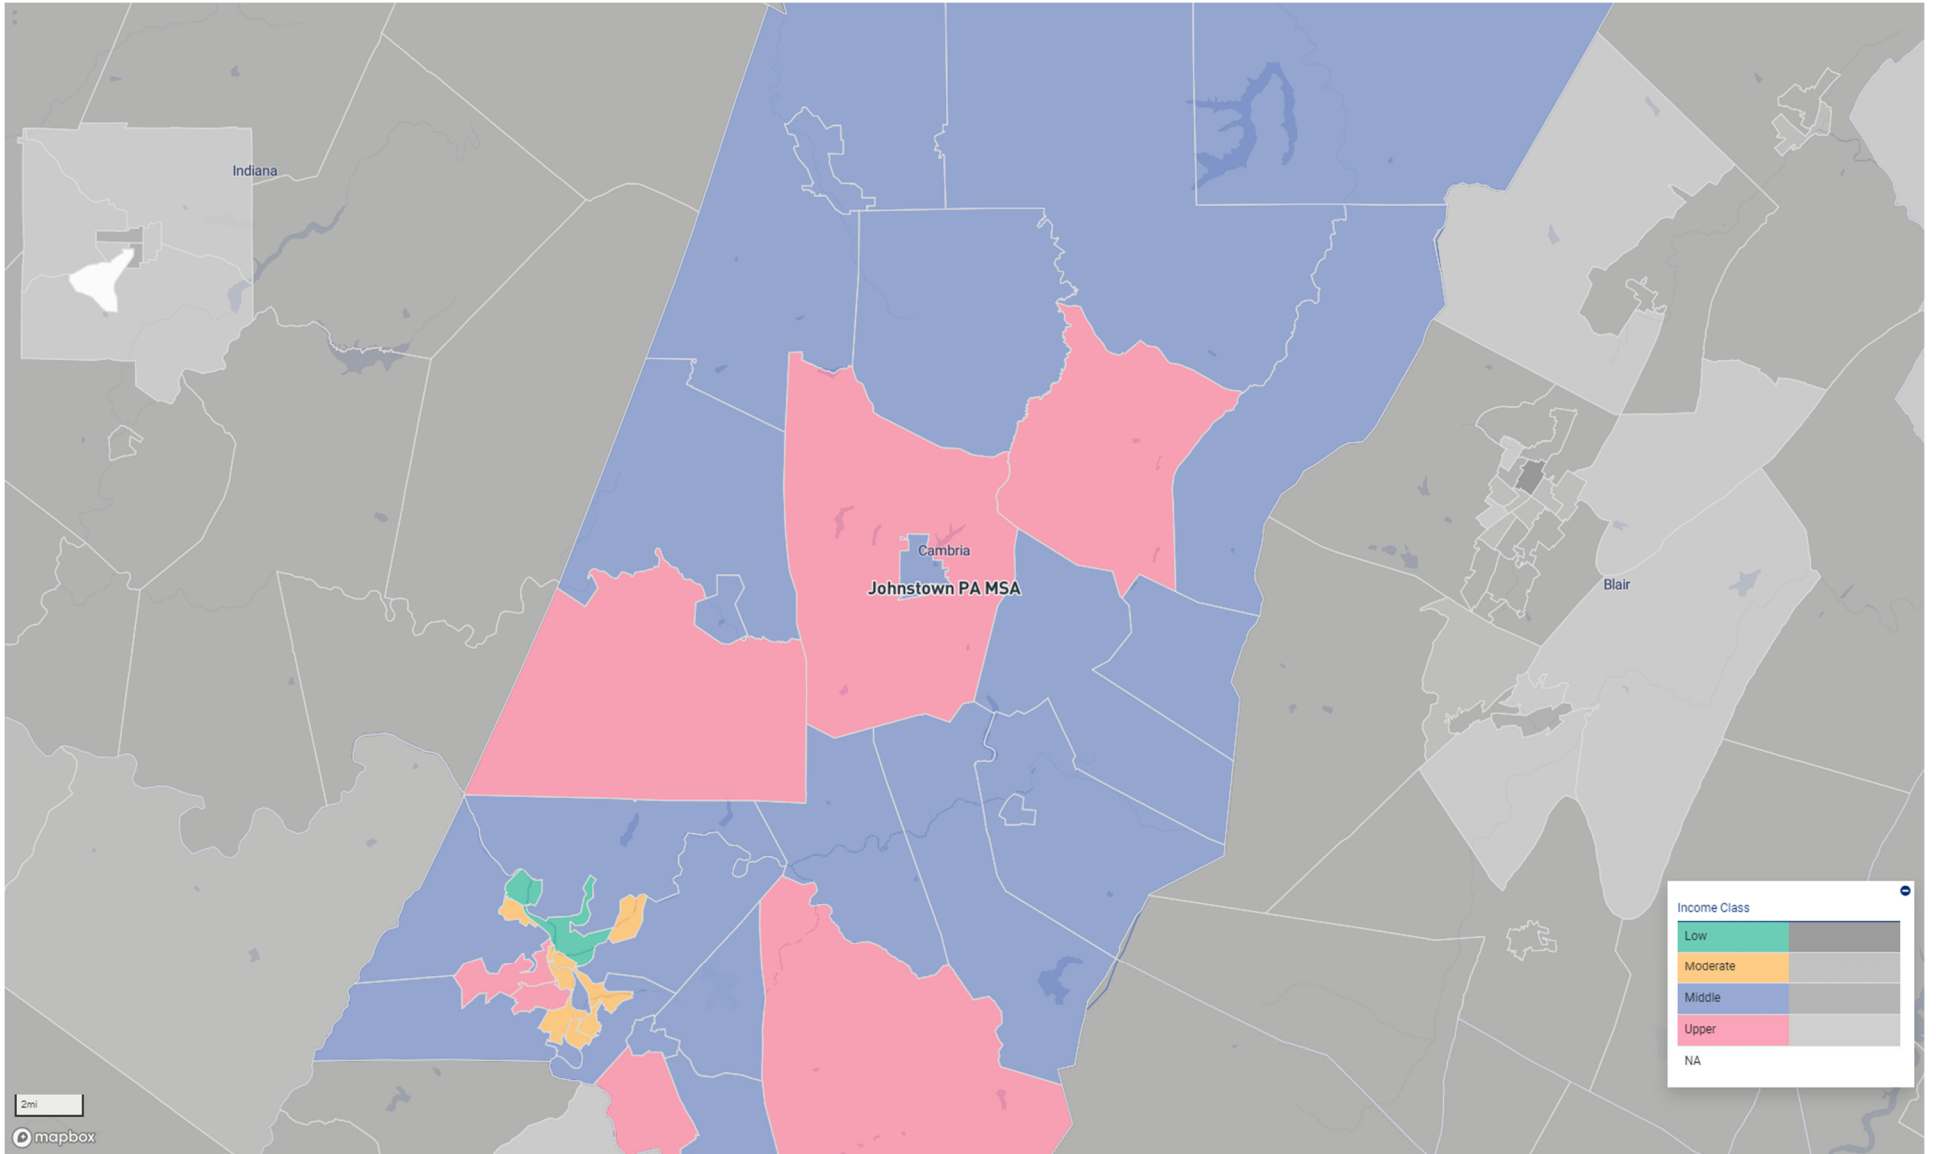 Indiana
Cambria
Johnstown PA MSA
Blair
Income Class
Low
Moderate
Middle
Upper
NA
2mi
mapbox